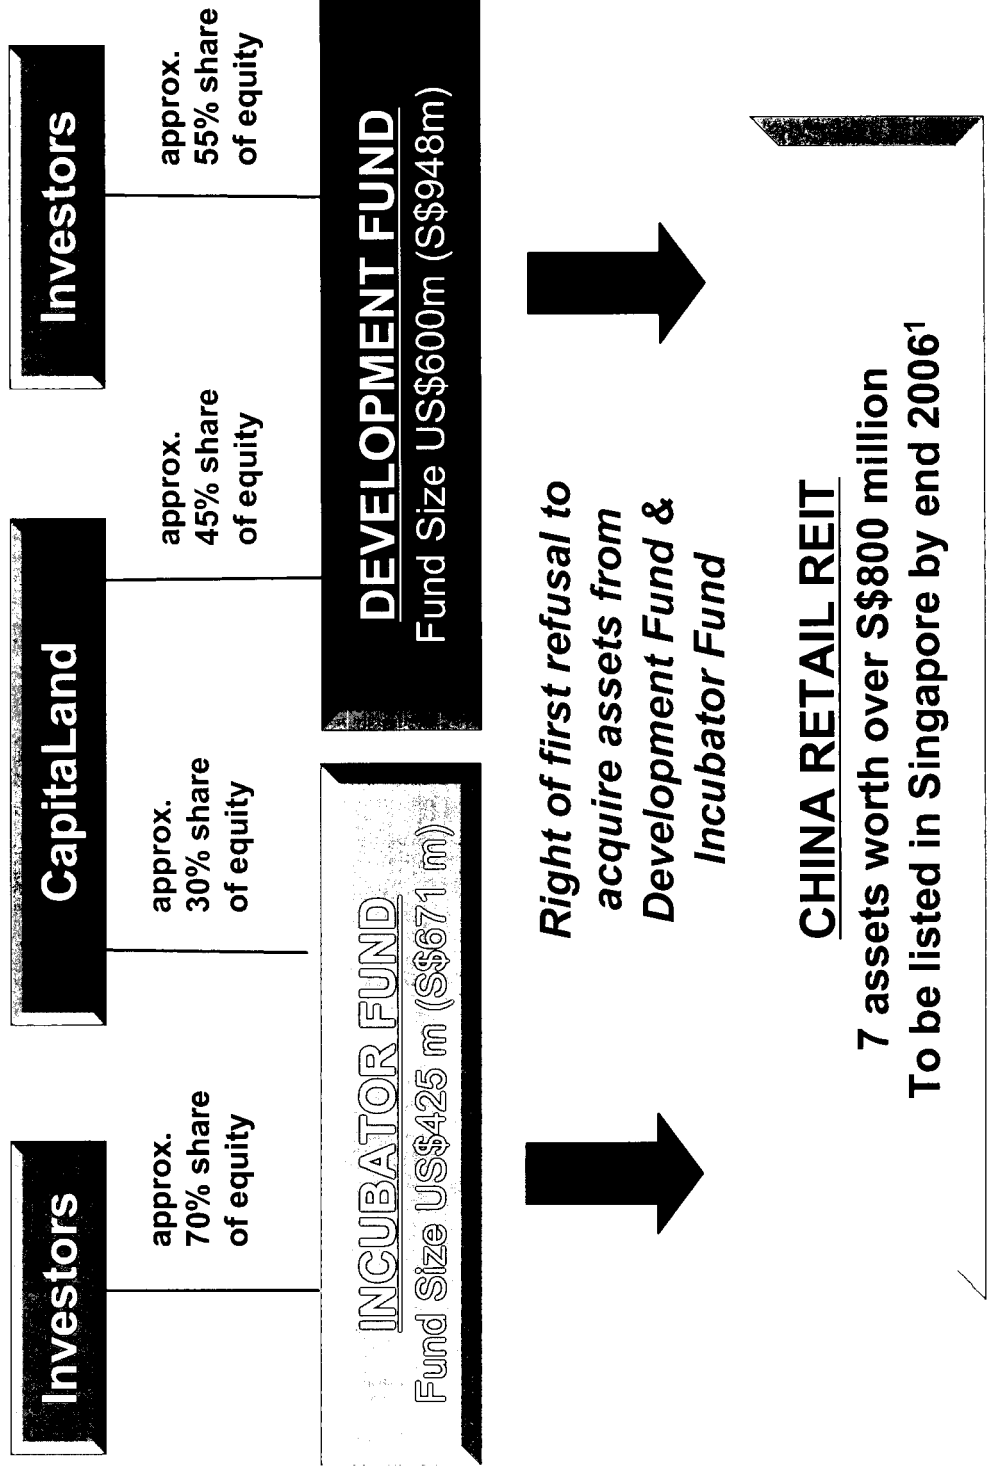 Investors
CapitaLand
Investors
approx.
70% share
of equity
approx.
30% share
of equity
approx.
45% share
of equity
approx.
55% share
of equity
INCUBATOR FUND
Fund Size US$425 m (S$671 m)
DEVELOPMENT FUND
Fund Size US$600m (S$948m)
Right of first refusal to
acquire assets from
Development Fund &
Incubator Fund
CHINA RETAIL REIT
7 assets worth over S$800 million
To be listed in Singapore by end 2006¹